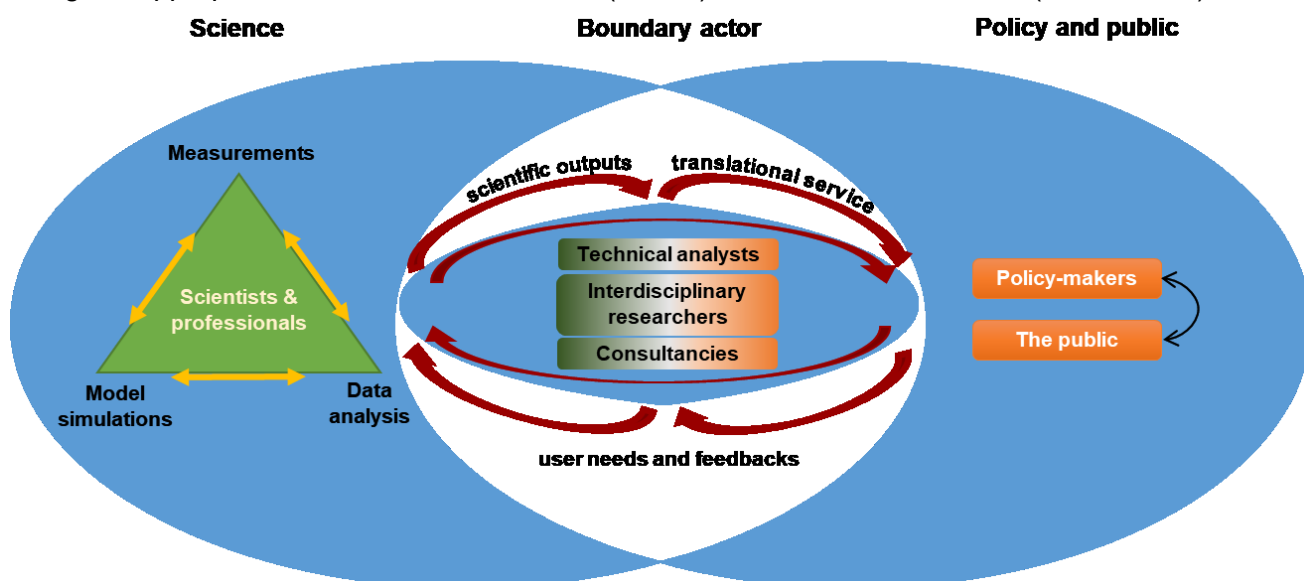 Science
Boundary actor
Policy and public
Measurements
scientific outputs
translational service
Scientists &
professionals
Technical analysts
Interdisciplinary
researchers
Consultancies
Policy-makers
The public
Model
simulations
Data
analysis
user needs and feedbacks